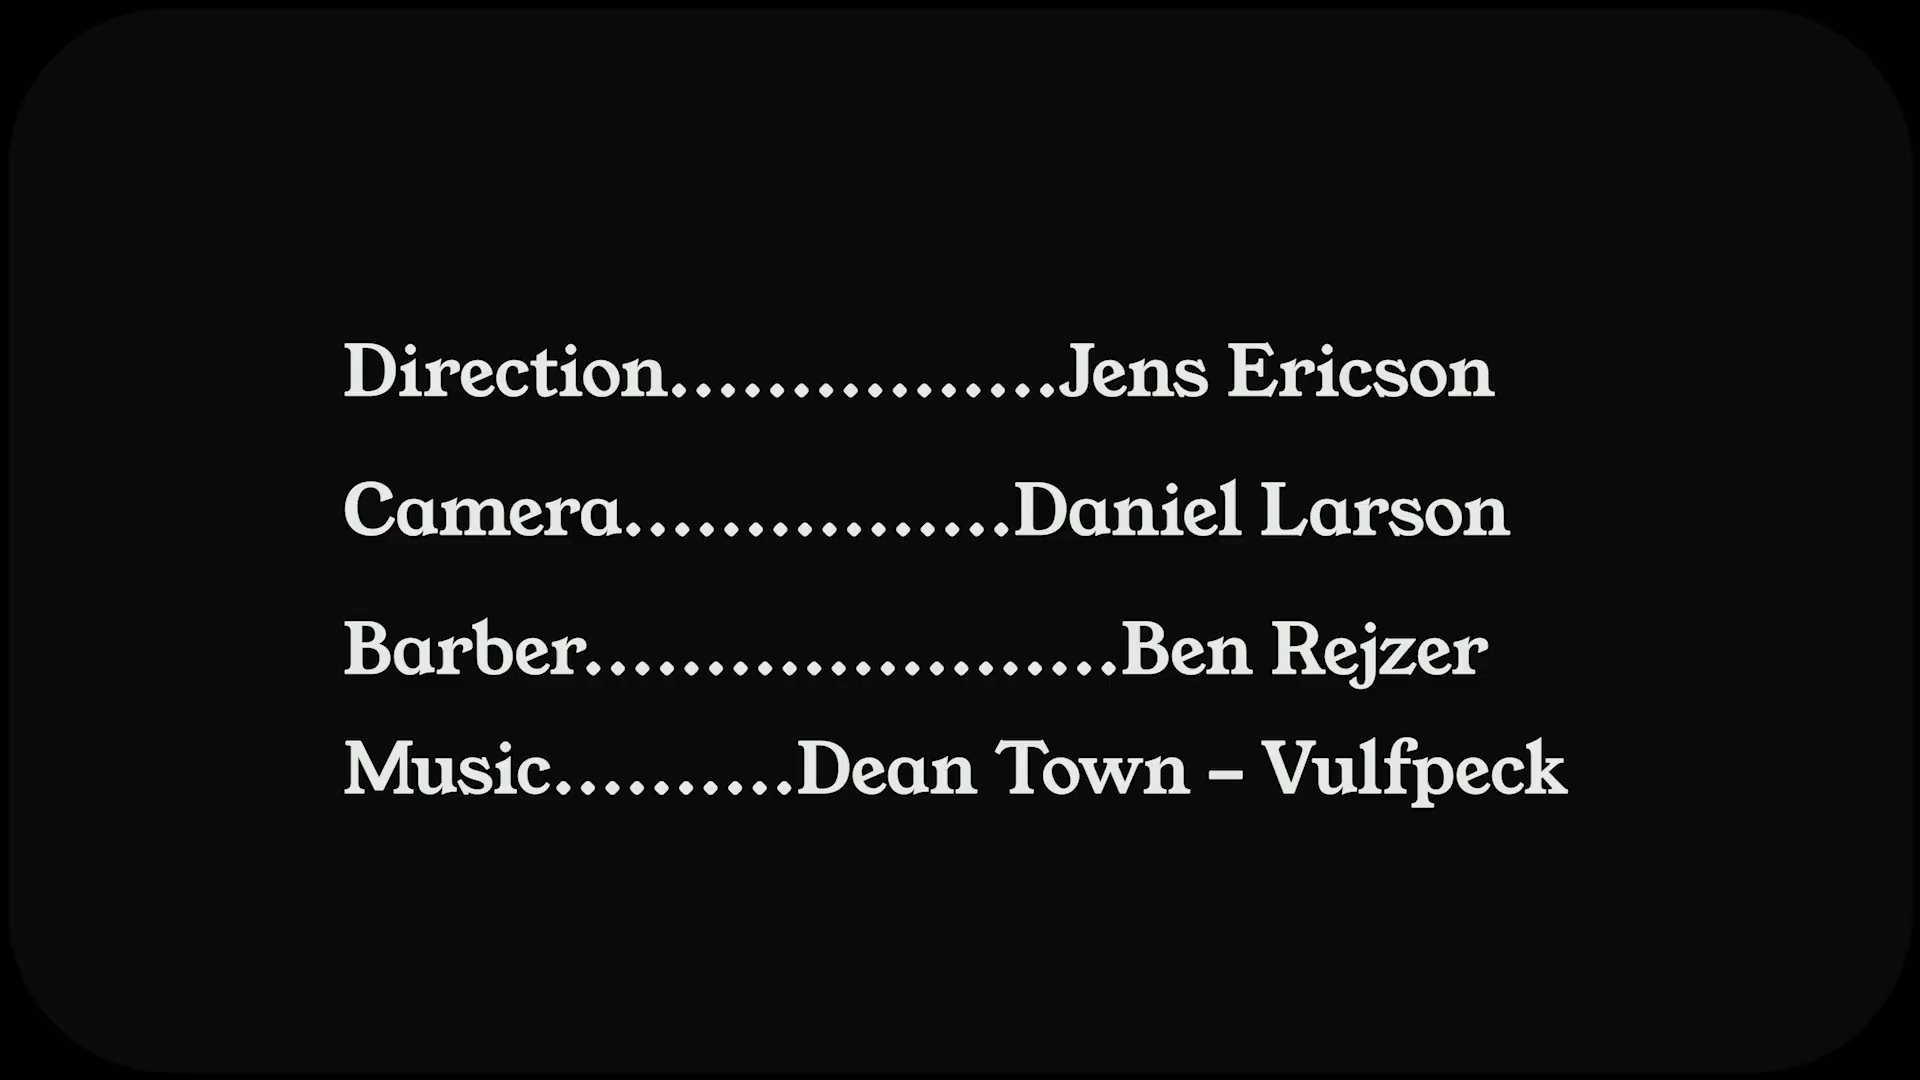 Direction................Jens Ericson
Camera................Daniel Larson
Barber......................Ben Rejzer
Music..........Dean Town – Vulfpeck